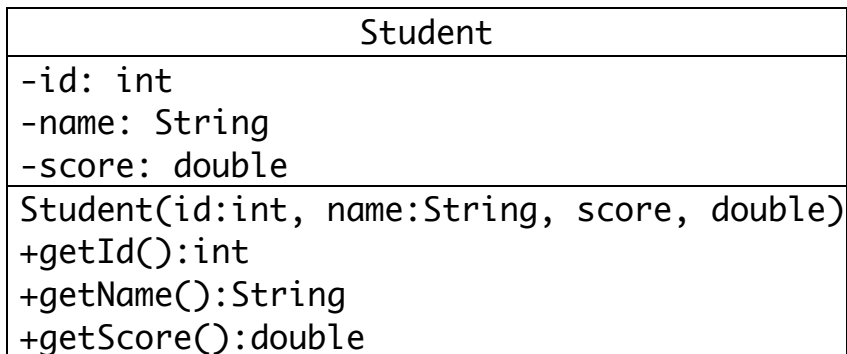 Student
-id: int
-name: String
-score: double
Student(id:int, name:String, score, double)
+getId():int
+getName():String
+getScore():double